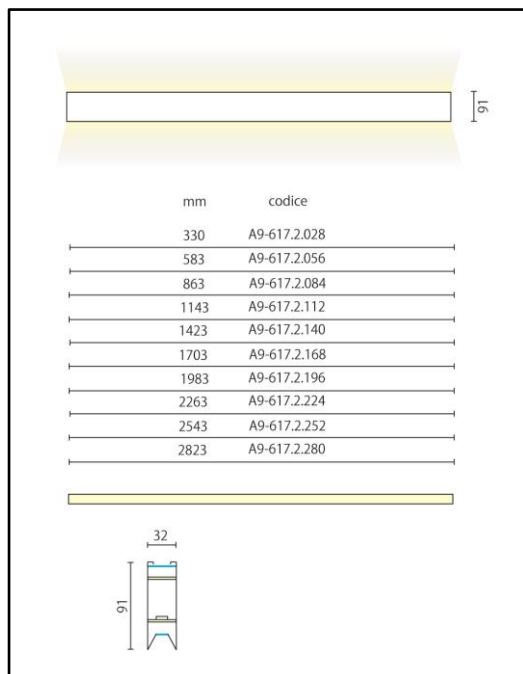 91
mm codice
330 A9-617.2.028
583 A9-617.2.056
863 A9-617.2.084
1143 A9-617.2.112
1423 A9-617.2.140
1703 A9-617.2.168
1983 A9-617.2.196
2263 A9-617.2.224
2543 A9-617.2.252
2823 A9-617.2.280
32
91